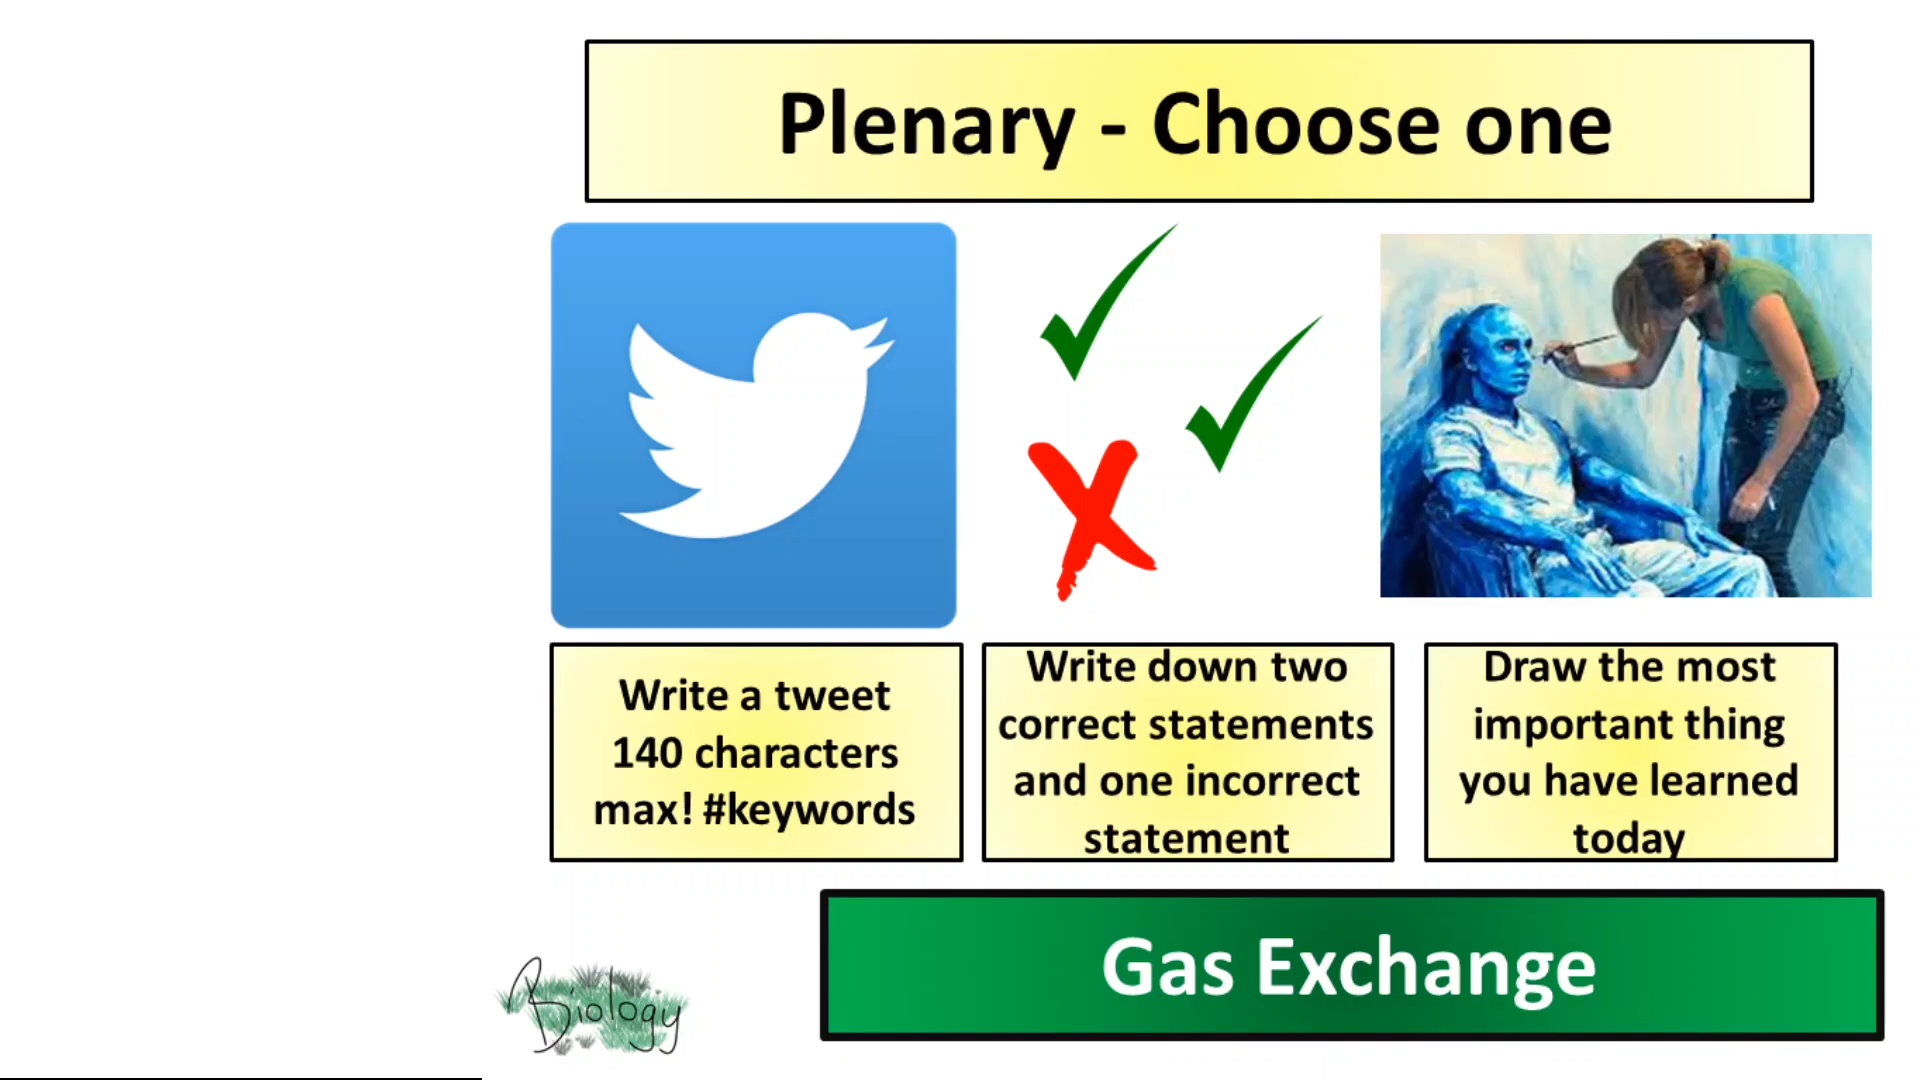 Plenary - Choose one
Write a tweet
140 characters
max! #keywords
Write down two
correct statements
and one incorrect
statement
Draw the most
important thing
you have learned
today
Biology
Gas Exchange